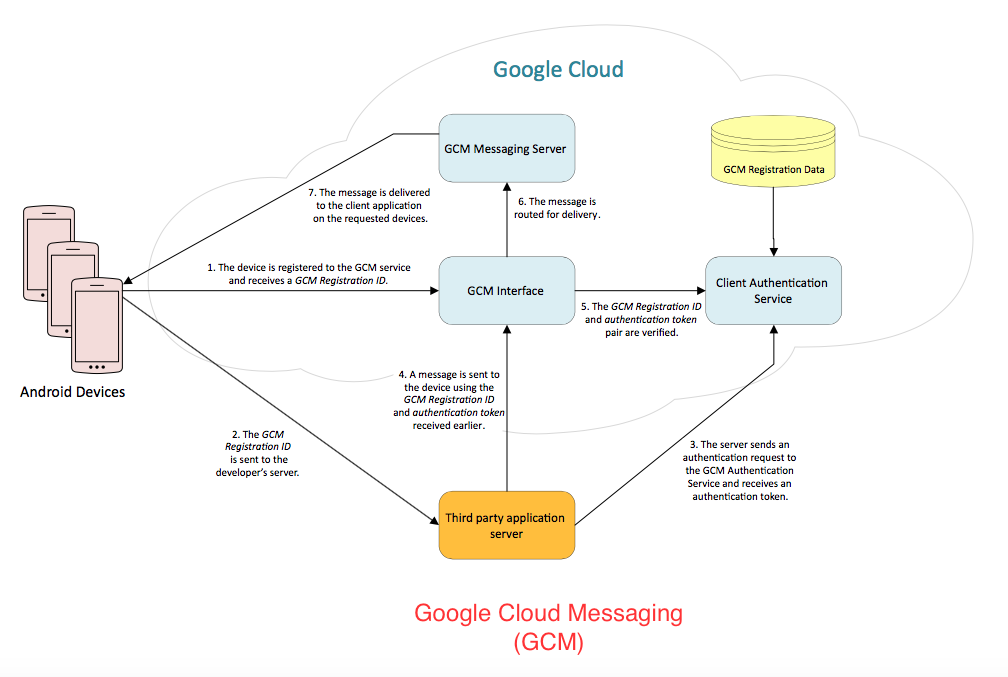 Google Cloud
GCM Messaging Server
GCM Registration Data
7. The message is delivered
to the client application
on the requested devices.
6. The message is
routed for delivery.
1. The device is registered to the GCM service
and receives a GCM Registration ID.
GCM Interface
Client Authentication
Service
5. The GCM Registration ID
and authentication token
pair are verified.
Android Devices
4. A message is sent to
the device using the
GCM Registration ID
and authentication token
received earlier.
2. The GCM
Registration ID
is sent to the
developer's server.
3. The server sends an
authentication request to
the GCM Authentication
Service and receives an
authentication token.
Third party application
server
Google Cloud Messaging
(GCM)